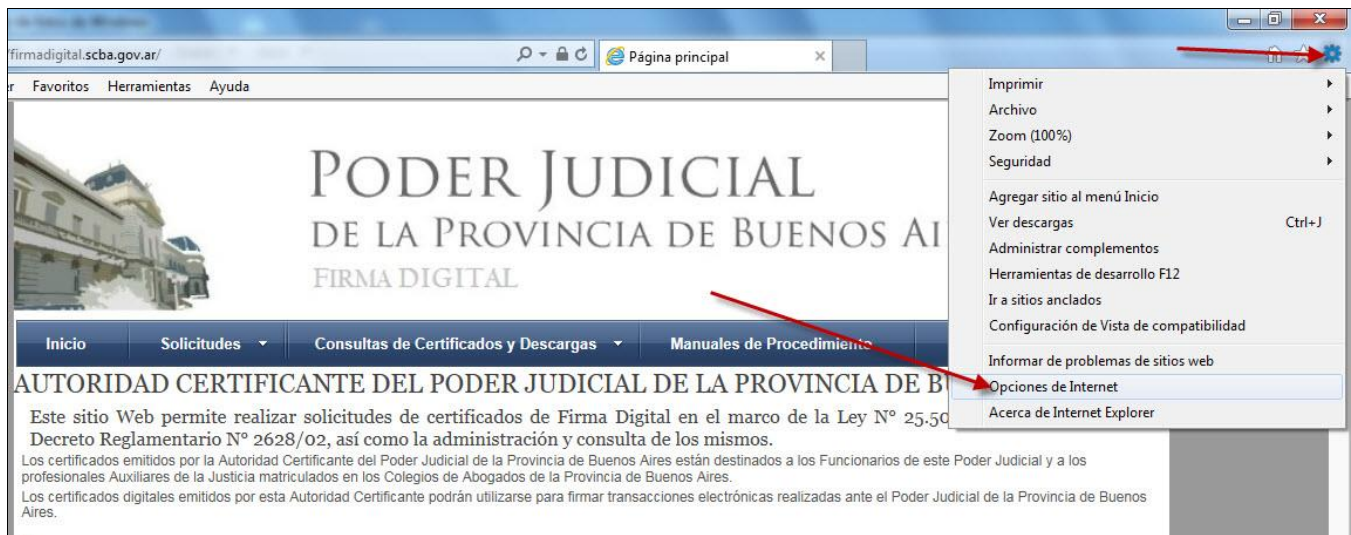 /firmadigital.scba.gov.ar/
Página principal
Favoritos Herramientas Ayuda
Imprimir
Archivo
Zoom (100%)
Seguridad
Agregar sitio al menú Inicio
Ver descargas Ctrl+J
Administrar complementos
Herramientas de desarrollo F12
Ir a sitios anclados
Configuración de Vista de compatibilidad
Informar de problemas de sitios web
Opciones de Internet
Acerca de Internet Explorer
PODER JUDICIAL
DE LA PROVINCIA DE BUENOS AI
FIRMA DIGITAL
Inicio Solicitudes Consultas de Certificados y Descargas Manuales de Procedimiento
AUTORIDAD CERTIFICANTE DEL PODER JUDICIAL DE LA PROVINCIA DE B
Este sitio Web permite realizar solicitudes de certificados de Firma Digital en el marco de la Ley N° 25.50
Decreto Reglamentario N° 2628/02, así como la administración y consulta de los mismos.
Los certificados emitidos por la Autoridad Certificante del Poder Judicial de la Provincia de Buenos Aires están destinados a los Funcionarios de este Poder Judicial y a los
profesionales Auxiliares de la Justicia matriculados en los Colegios de Abogados de la Provincia de Buenos Aires.
Los certificados digitales emitidos por esta Autoridad Certificante podrán utilizarse para firmar transacciones electrónicas realizadas ante el Poder Judicial de la Provincia de Buenos
Aires.